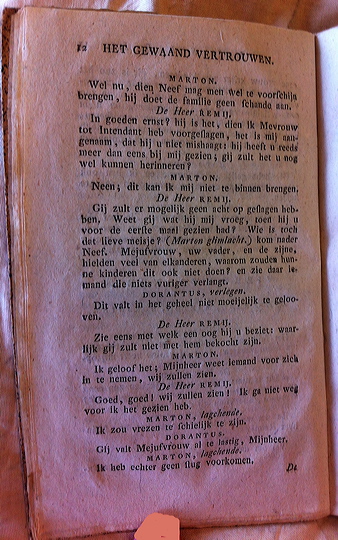 12 HET GEWAAND VERTROUWEN.
MARTON.
Wel nu, dien Neef mag men wel te voorschijn
brengen, hij doet de familie geen schande aan.
De Heer REMIJ.
In goeden ernst? hij is het, dien ik Mevrouw
tot Intendant heb voorgeslagen, het is mij aan-
genaam, dat hij u niet mishaagt: hij heeft u reeds
meer dan eens bij mij gezien; gij zult het u nog
wel kunnen herinneren?
MARTON.
Neen; dit kan ik mij niet te binnen brengen.
De Heer REMIJ.
Gij zult er mogelijk geen acht op geslagen heb-
ben. Weet gij wat hij mij vroeg, toen hij u
voor de eerste maal gezien had? Wie is toch
dat lieve meisje? (Marton glimlacht.) kom nader
Neef. Mejufvrouw, uw vader, en de zijne,
hielden veel van elkanderen, waarom zouden hun-
ne kinderen dit ook niet doen? en zie daar ie-
mand die niets vuriger verlangt.
DORANTUS, verlegen.
Dit valt in het geheel niet moeijelijk te geloo-
ven.
De Heer REMIJ.
Zie eens met welk een oog hij u beziet: waar-
lijk gij zult niet met hem bekocht zijn.
MARTON.
Ik geloof het; Mijnheer weet iemand voor zich
in te nemen, wij zullen zien.
De Heer REMIJ.
Goed, goed! wij zullen zien! Ik ga niet weg
voor ik het gezien heb.
MARTON, lagchende.
Ik zou vrezen te schielijk te zijn.
DORANTUS.
Gij valt Mejufvrouw al te lastig, Mijnheer.
MARTON, lagchende.
Ik heb echter geen stug voorkomen.